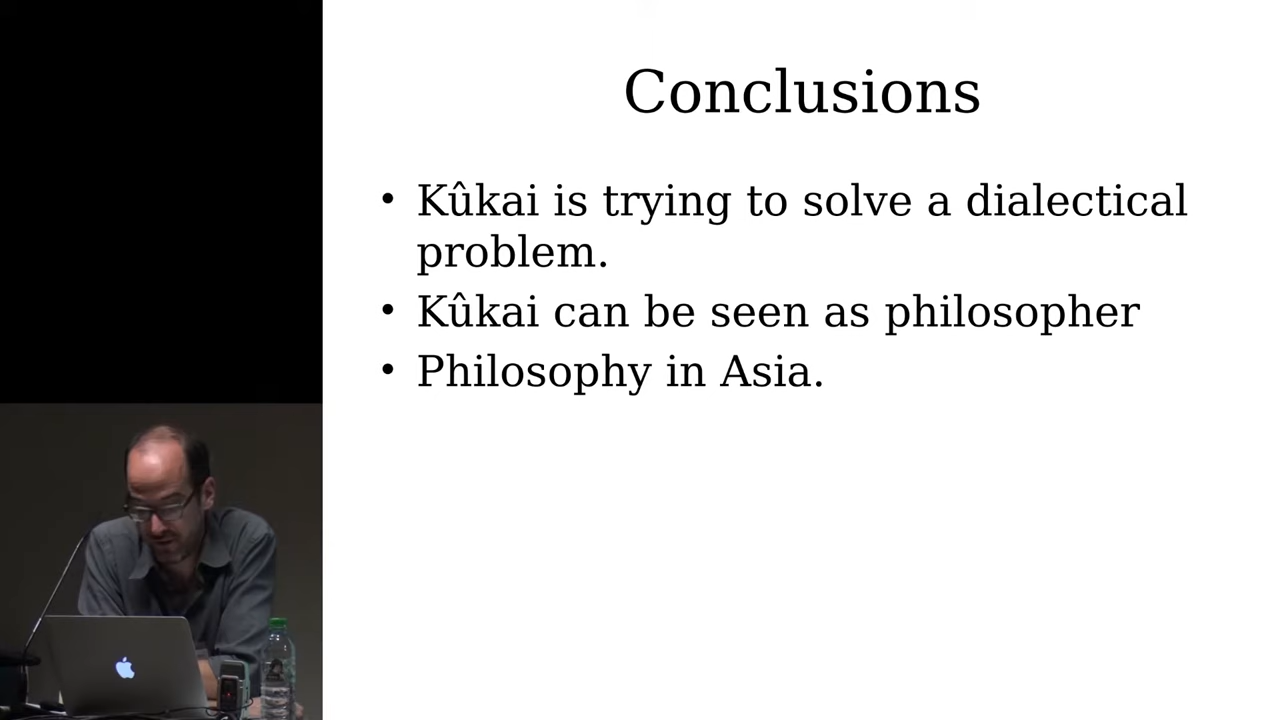 Conclusions
• Kûkai is trying to solve a dialectical
problem.
• Kûkai can be seen as philosopher
• Philosophy in Asia.